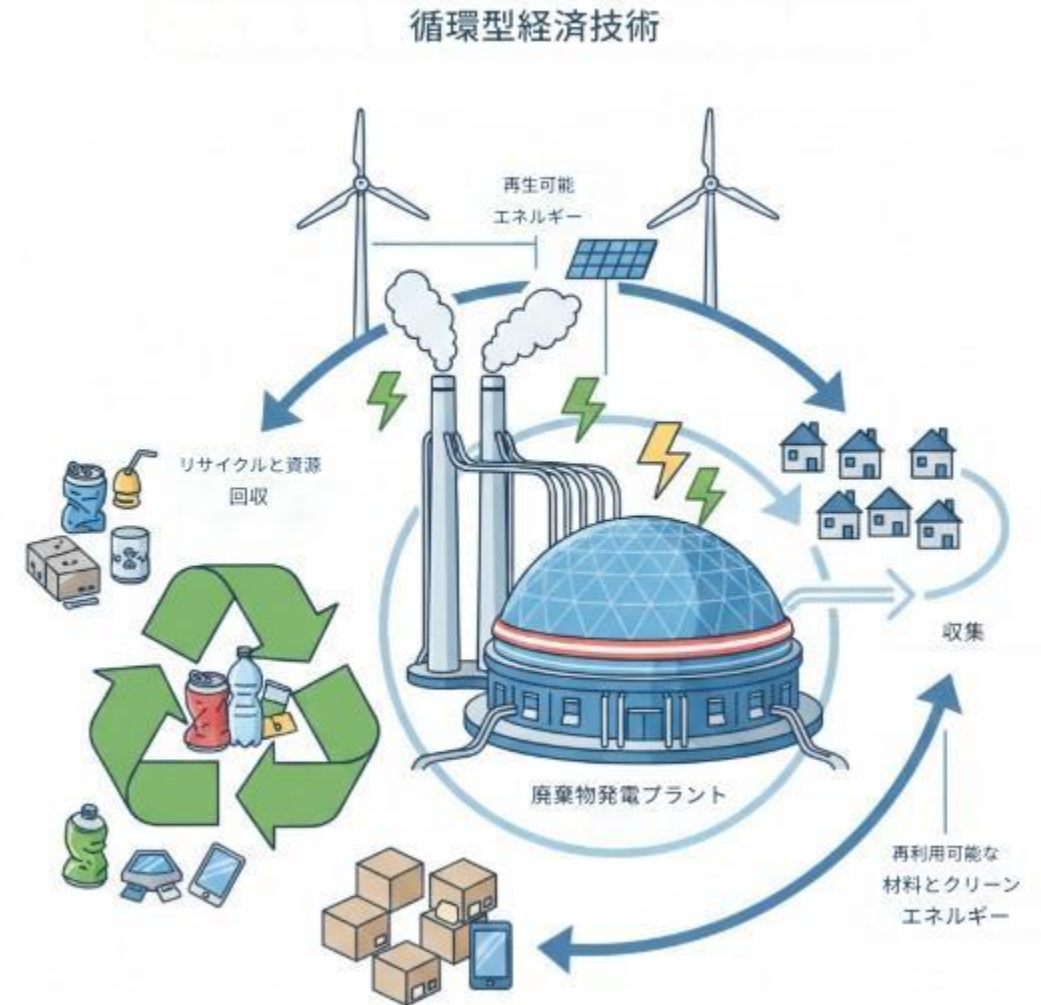 循環型経済技術
再生可能
エネルギー
リサイクルと資源
回収
収集
廃棄物発電プラント
再利用可能な
材料とクリーン
エネルギー